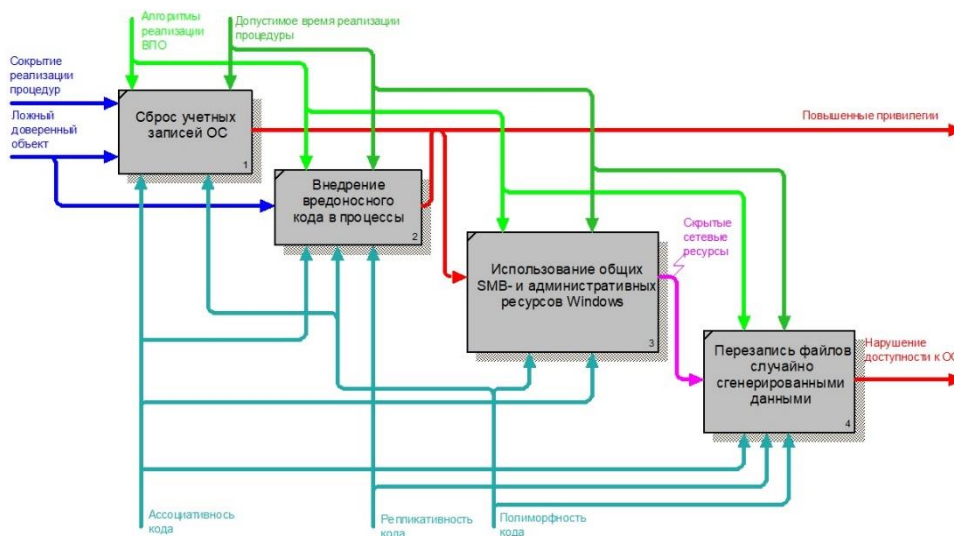 Алгоритмы
реализации
ВПО
Допустимое время реализации
процедуры
Сокрытие
реализации
процедур
Ложный
доверенный
объект
Сброс учетных
записей ОС
1
Повышенные привилегии
Внедрение
вредоносного
кода в процессы
2
Скрытые
сетевые
ресурсы
Использование общих
SMB- и административных
ресурсов Windows
3
Нарушение
доступности к ОС
Перезапись файлов
случайно
сгенерированными
данными
4
Ассоциативнось
кода
Репликативность
кода
Полиморфность
кода